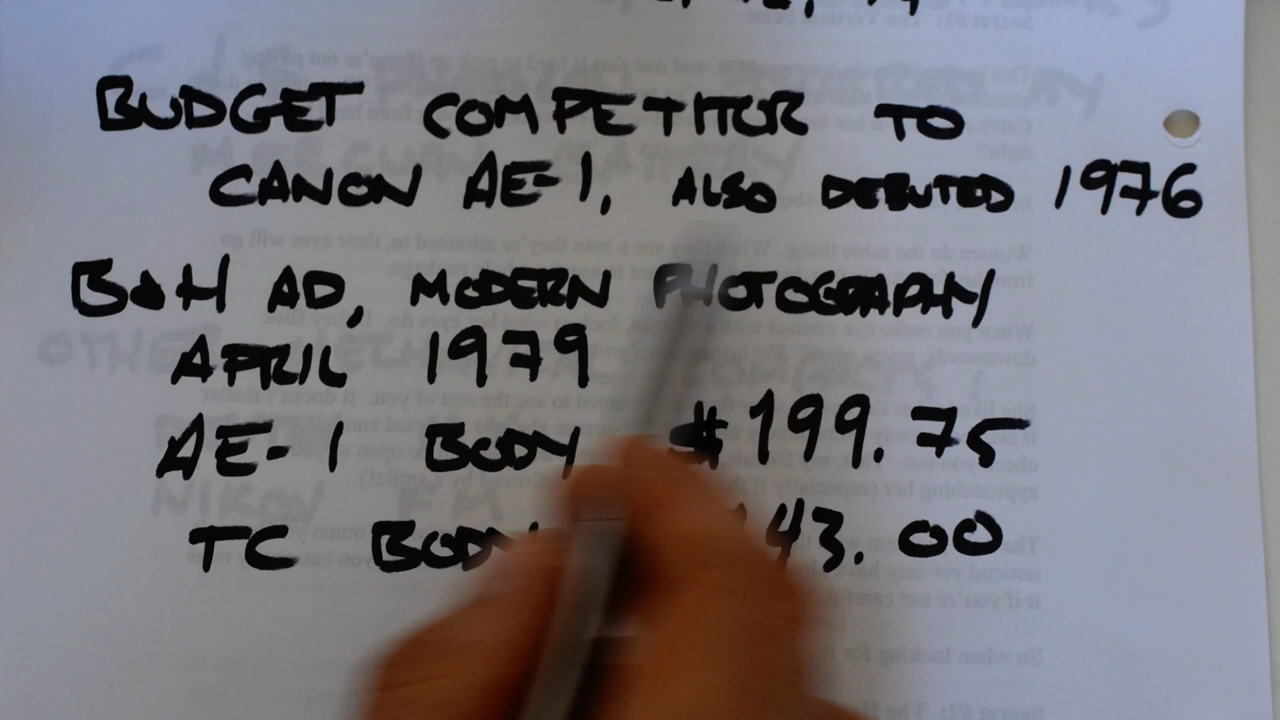 BUDGET COMPETITOR TO
CANON AE-1, ALSO DEBUTED 1976
B&H AD, MODERN PHOTOGRAPHY
APRIL 1979
AE-1 BODY $199.75
TC BODY 43.00